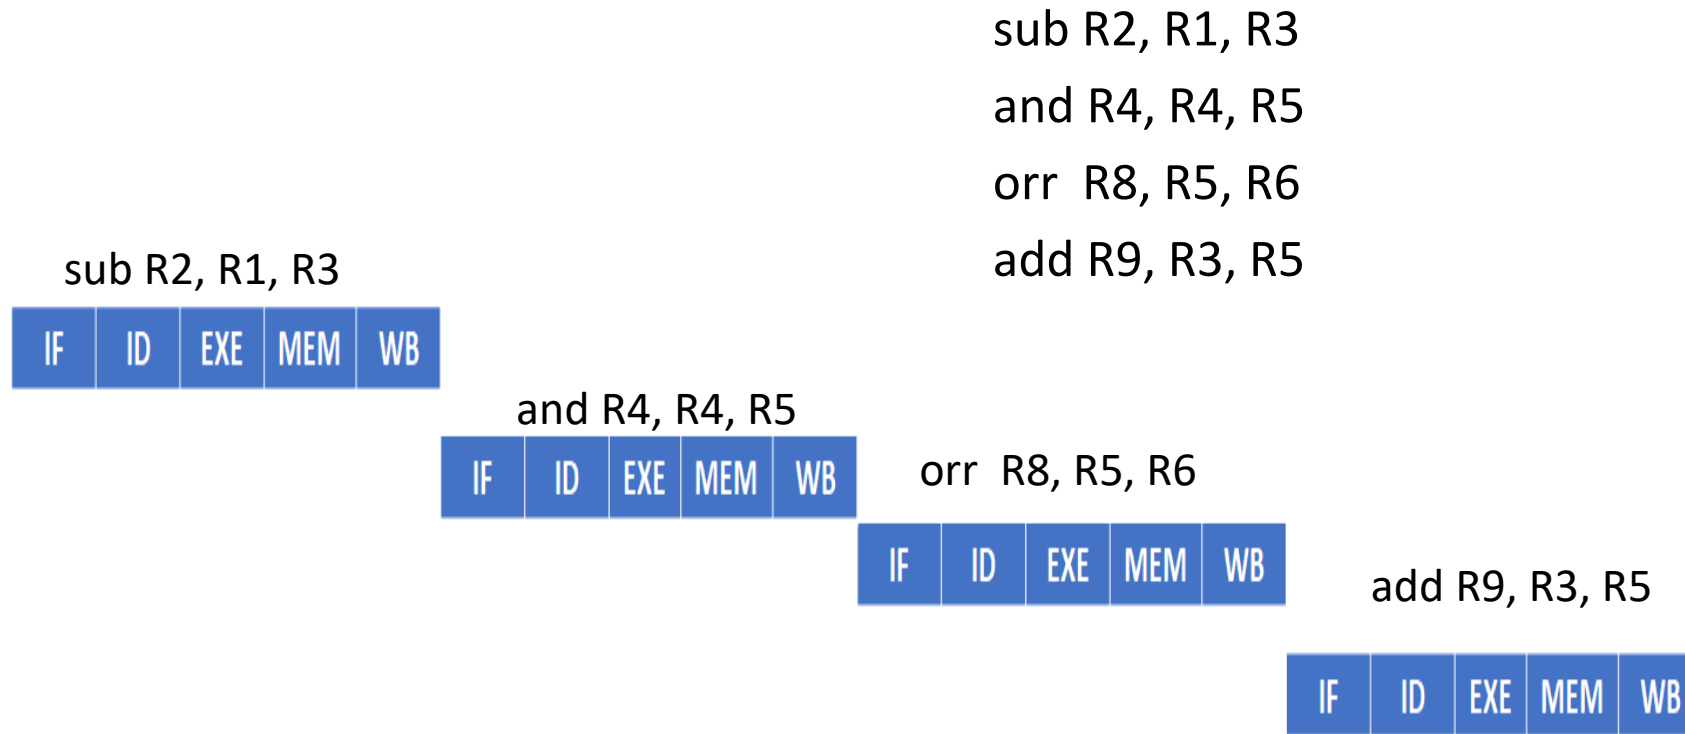 sub R2, R1, R3
and R4, R4, R5
orr R8, R5, R6
add R9, R3, R5
sub R2, R1, R3
IF ID EXE MEM WB
and R4, R4, R5
IF ID EXE MEM WB
orr R8, R5, R6
IF ID EXE MEM WB
add R9, R3, R5
IF ID EXE MEM WB